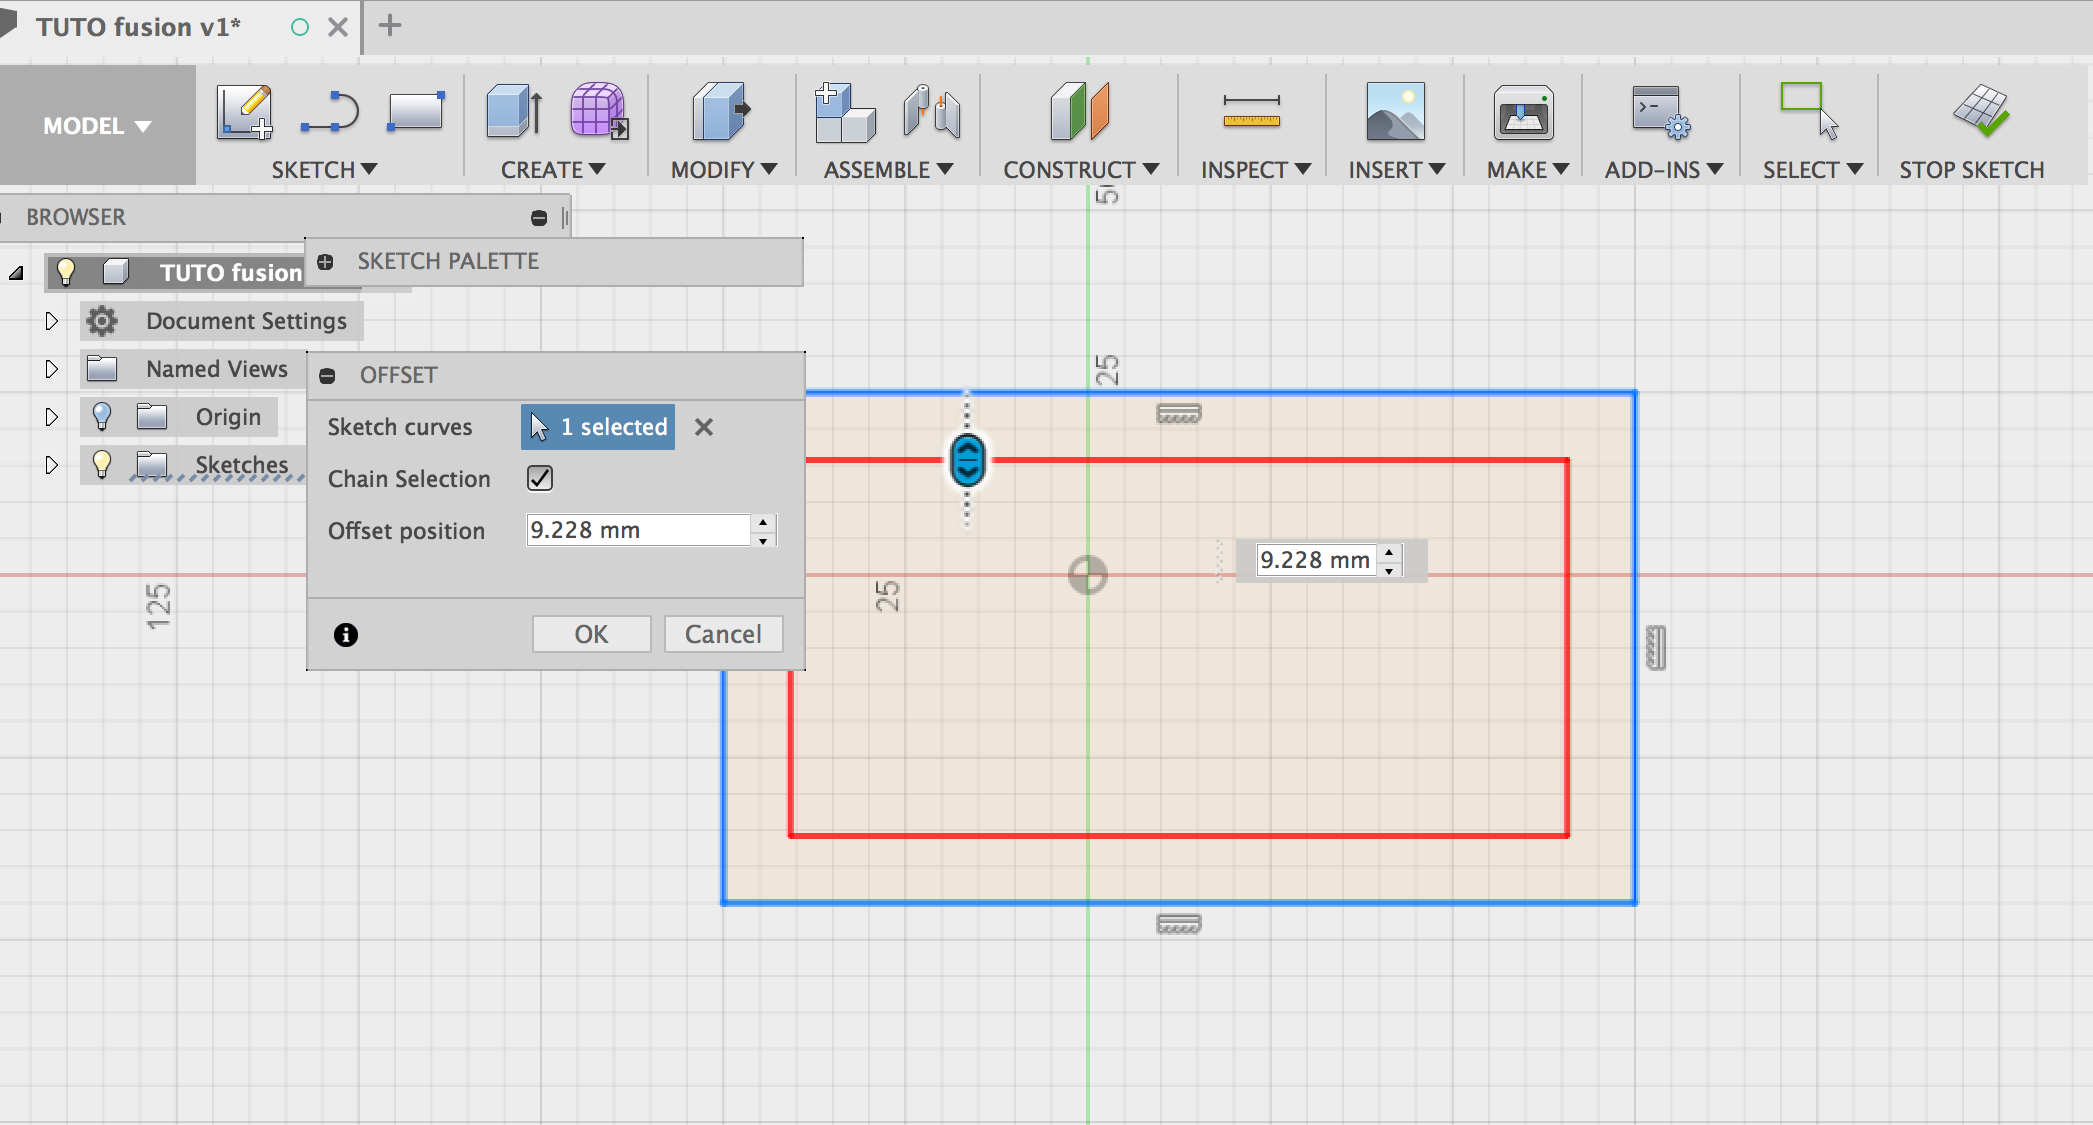 TUTO fusion v1*
MODEL
SKETCH
CREATE
MODIFY
ASSEMBLE
CONSTRUCT
INSPECT
INSERT
MAKE
ADD-INS
SELECT
STOP SKETCH
BROWSER
TUTO fusion
Document Settings
Named Views
Origin
Sketches
SKETCH PALETTE
OFFSET
Sketch curves
1 selected
Chain Selection
Offset position
9.228 mm
OK
Cancel
25
9.228 mm
25
125